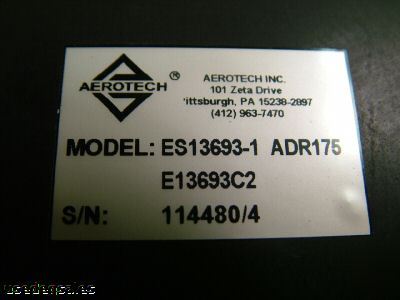 AEROTECH ®
AEROTECH INC.
101 Zeta Drive
'ittsburgh, PA 15238-2897
(412) 963-7470
MODEL: ES13693-1 ADR175
E13693C2
S/N: 114480/4